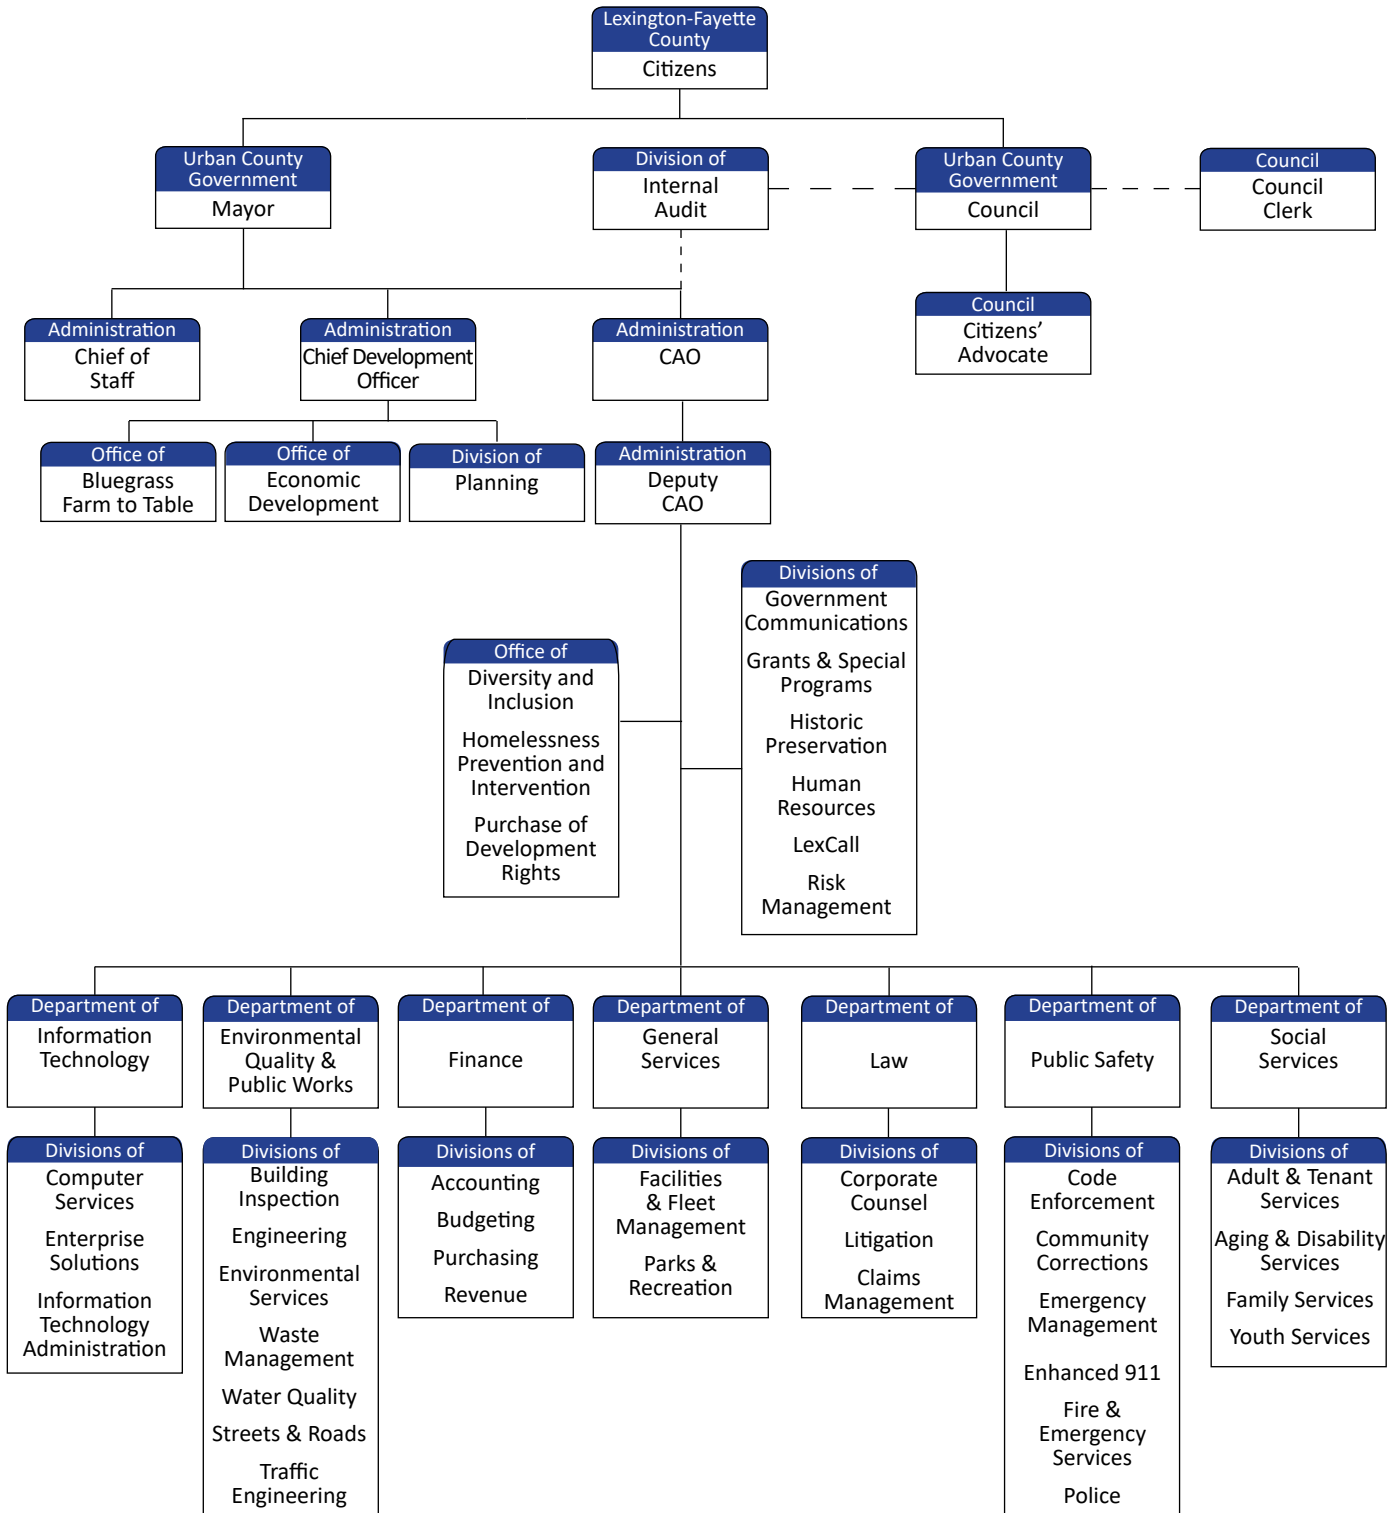 Lexington-Fayette
County
Citizens
Urban County
Government
Mayor
Division of
Internal
Audit
Urban County
Government
Council
Council
Council
Clerk
Administration
Chief of
Staff
Administration
Chief Development
Officer
Administration
CAO
Council
Citizens’
Advocate
Office of
Bluegrass
Farm to Table
Office of
Economic
Development
Division of
Planning
Administration
Deputy
CAO
Office of
Diversity and
Inclusion
Homelessness
Prevention and
Intervention
Purchase of
Development
Rights
Divisions of
Government
Communications
Grants & Special
Programs
Historic
Preservation
Human
Resources
LexCall
Risk
Management
Department of
Information
Technology
Department of
Environmental
Quality &
Public Works
Department of
Finance
Department of
General
Services
Department of
Law
Department of
Public Safety
Department of
Social
Services
Divisions of
Computer
Services
Enterprise
Solutions
Information
Technology
Administration
Divisions of
Building
Inspection
Engineering
Environmental
Services
Waste
Management
Water Quality
Streets & Roads
Traffic
Engineering
Divisions of
Accounting
Budgeting
Purchasing
Revenue
Divisions of
Facilities
& Fleet
Management
Parks &
Recreation
Divisions of
Corporate
Counsel
Litigation
Claims
Management
Divisions of
Code
Enforcement
Community
Corrections
Emergency
Management
Enhanced 911
Fire &
Emergency
Services
Police
Divisions of
Adult & Tenant
Services
Aging & Disability
Services
Family Services
Youth Services